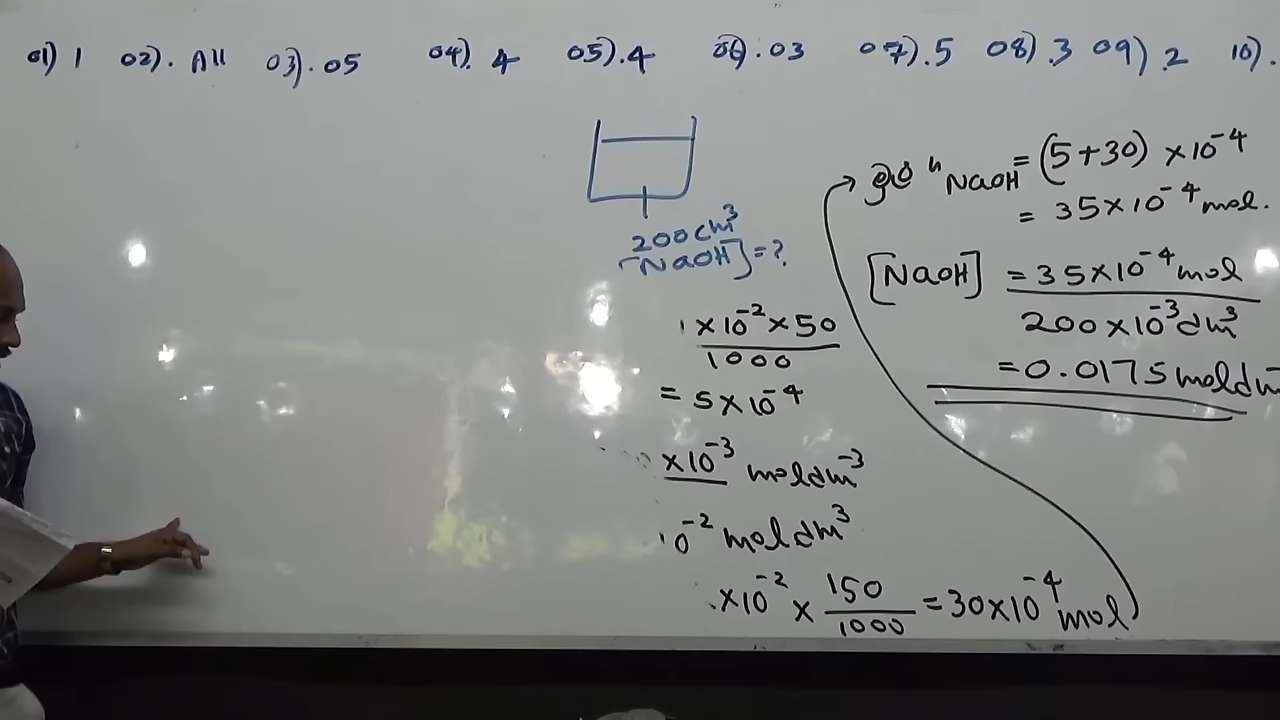 01) 1 02). All 03). 05 04). 4 05). 4 06). 03 07). 5 08) .3 09) .2 10) .
200cm³
[NaOH] = ?
1 × 10⁻² × 50
1000
= 5 × 10⁻⁴
× 10⁻³ moldm⁻³
10⁻² moldm³
. × 10⁻² × 150/1000 = 30 × 10⁻⁴ mol
ⁿNaOH = (5 + 30) × 10⁻⁴
= 35 × 10⁻⁴ mol.
[NaOH] = 35 × 10⁻⁴ mol
200 × 10⁻³ dm³
= 0.0175 moldm⁻